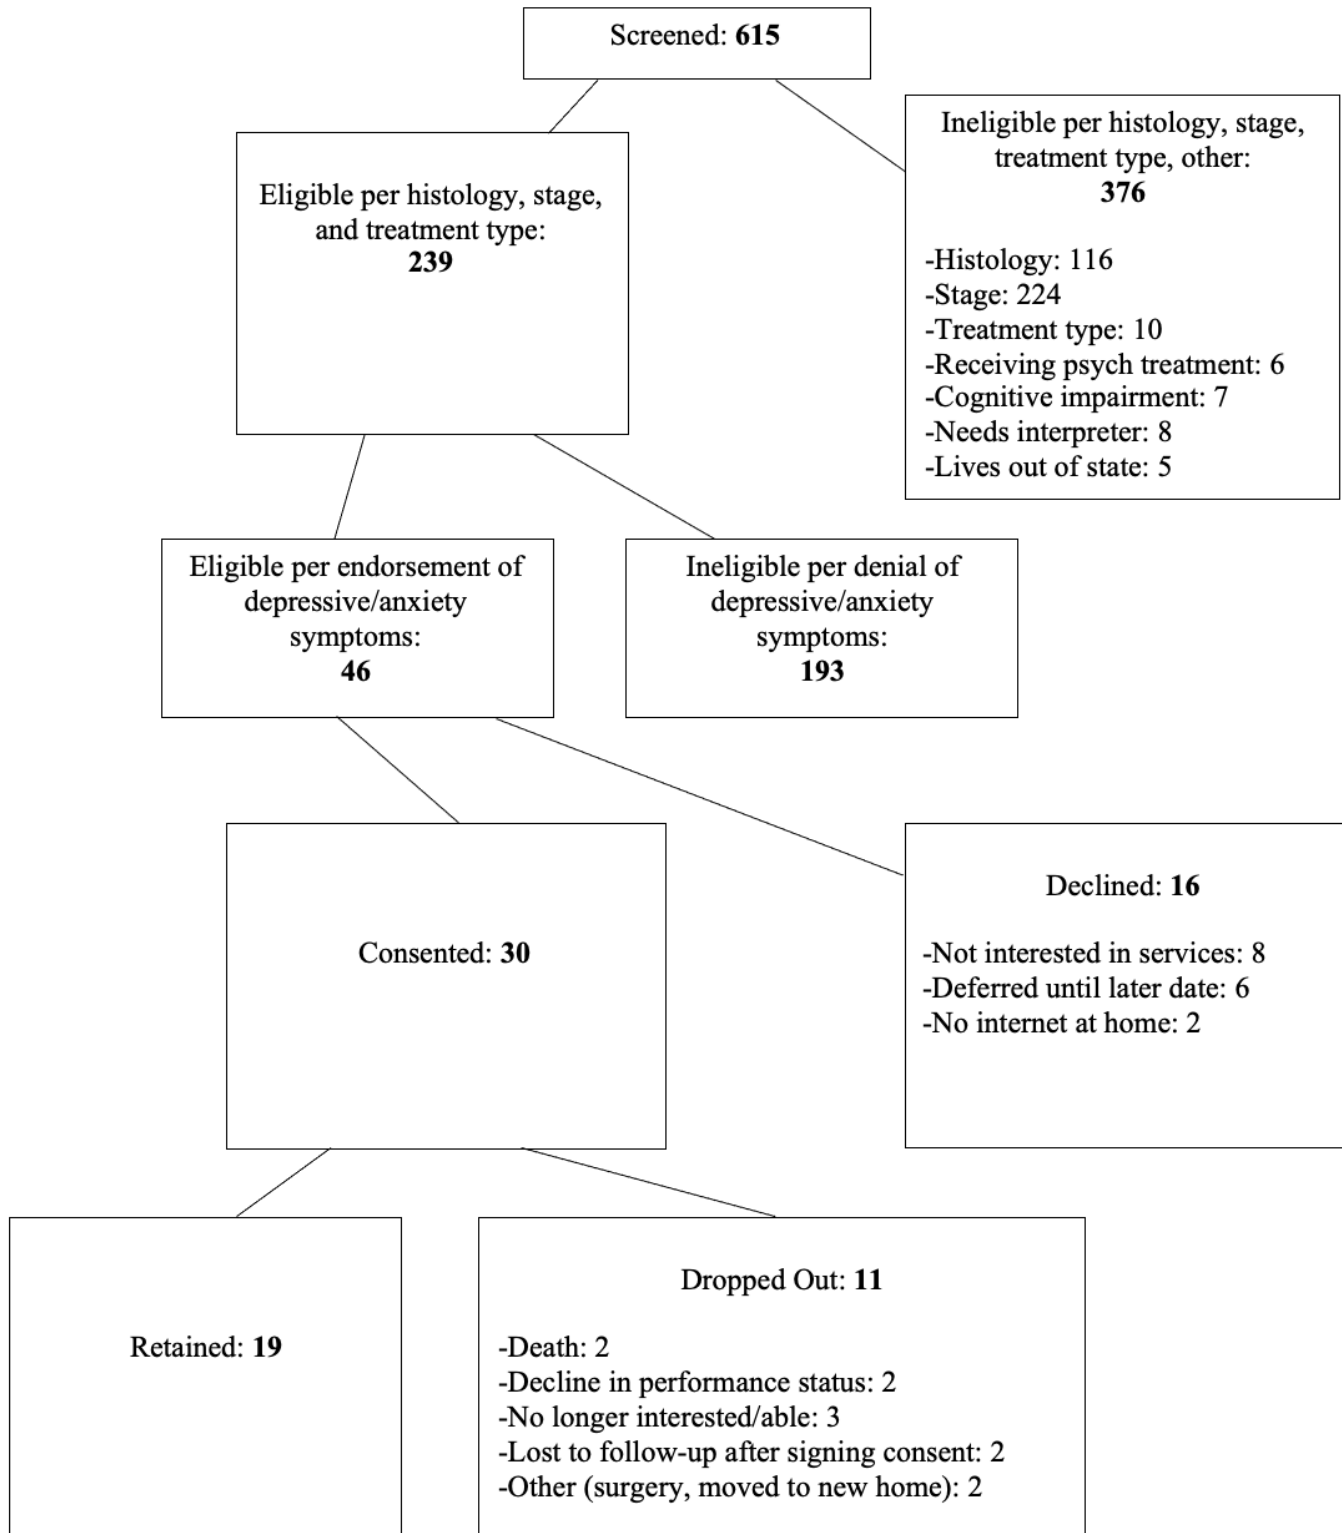 Screened: 615
Ineligible per histology, stage,
treatment type, other:
376
-Histology: 116
-Stage: 224
-Treatment type: 10
-Receiving psych treatment: 6
-Cognitive impairment: 7
-Needs interpreter: 8
-Lives out of state: 5
Eligible per histology, stage,
and treatment type:
239
Eligible per endorsement of
depressive/anxiety
symptoms:
46
Ineligible per denial of
depressive/anxiety
symptoms:
193
Consented: 30
Declined: 16
-Not interested in services: 8
-Deferred until later date: 6
-No internet at home: 2
Retained: 19
Dropped Out: 11
-Death: 2
-Decline in performance status: 2
-No longer interested/able: 3
-Lost to follow-up after signing consent: 2
-Other (surgery, moved to new home): 2